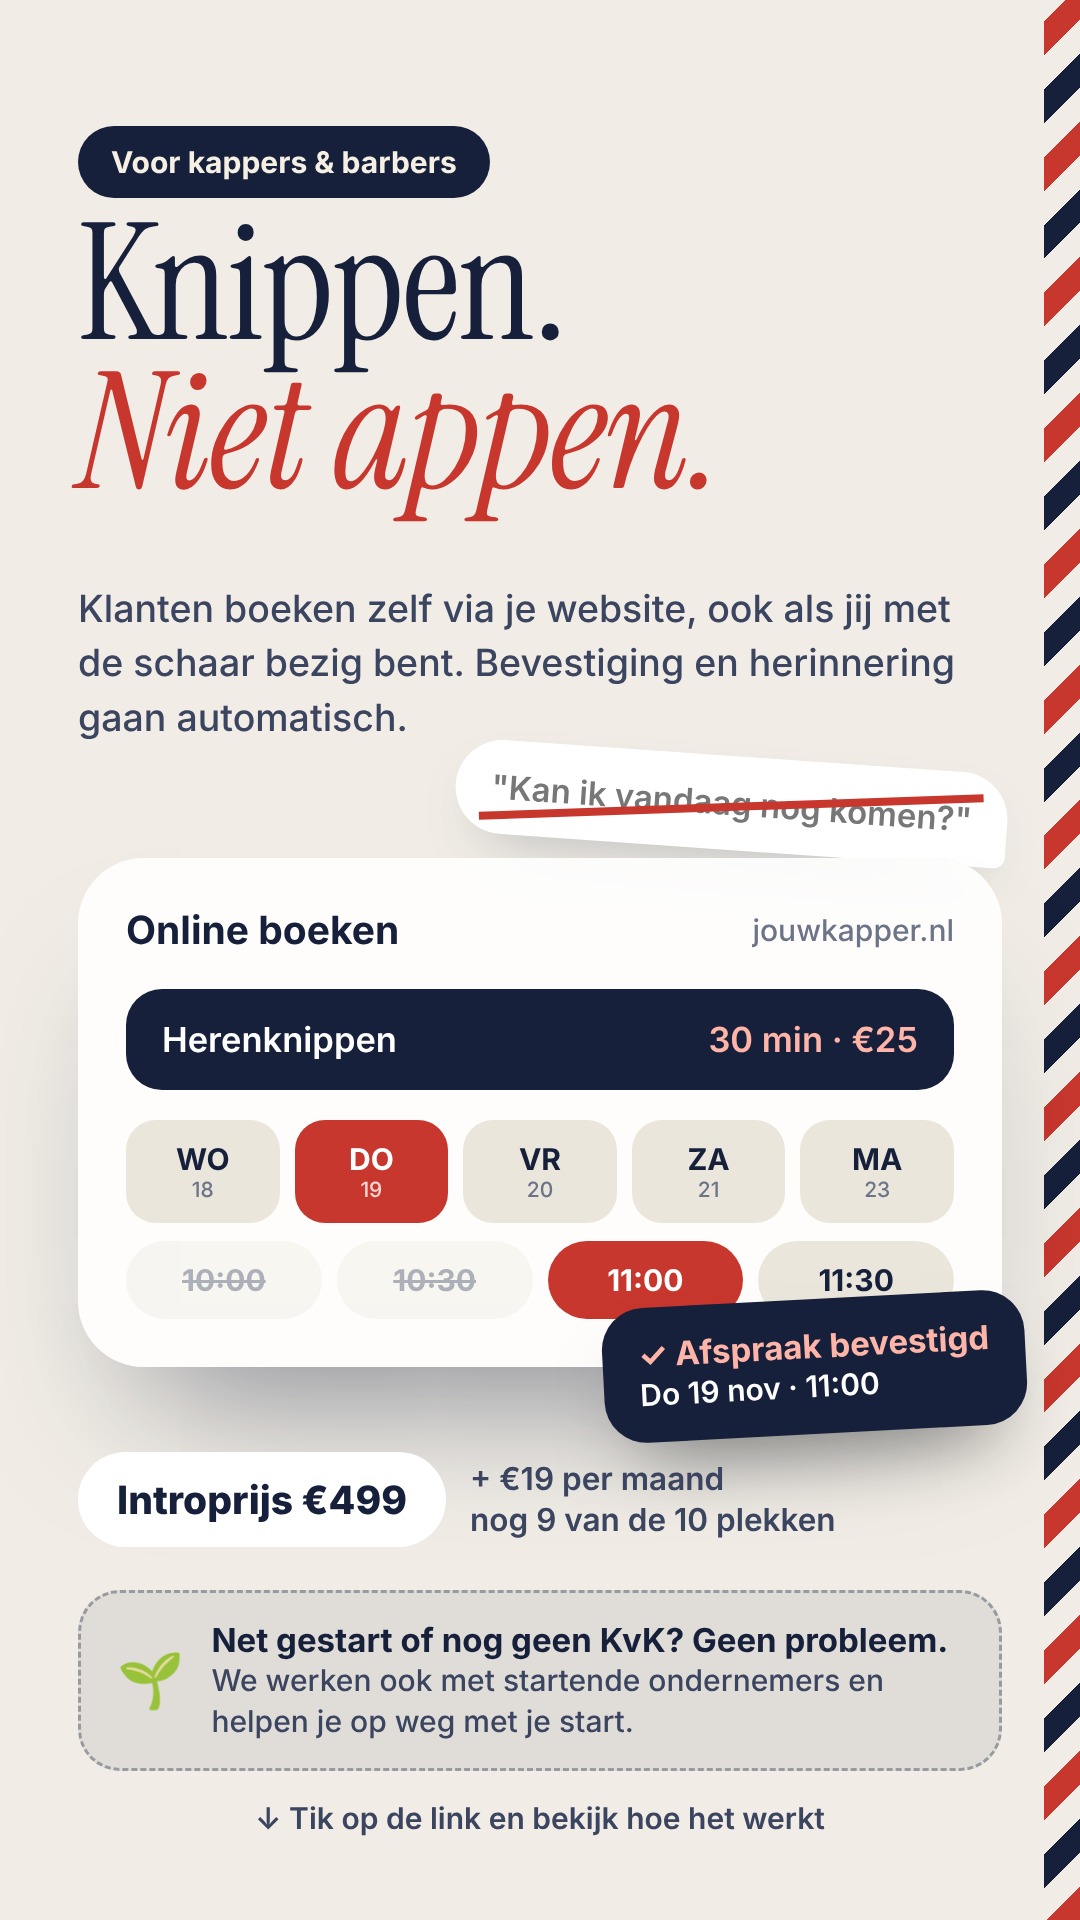 Voor kappers & barbers
Knippen.
Niet appen.
Klanten boeken zelf via je website, ook als jij met
de schaar bezig bent. Bevestiging en herinnering
gaan automatisch.
"Kan ik vandaag nog komen?"
Online boeken
jouwkapper.nl
Herenknippen
30 min · €25
WO
18
DO
19
VR
20
ZA
21
MA
23
10:00
10:30
11:00
11:30
✓ Afspraak bevestigd
Do 19 nov · 11:00
Introprijs €499
+ €19 per maand
nog 9 van de 10 plekken
Net gestart of nog geen KvK? Geen probleem.
We werken ook met startende ondernemers en
helpen je op weg met je start.
↓ Tik op de link en bekijk hoe het werkt